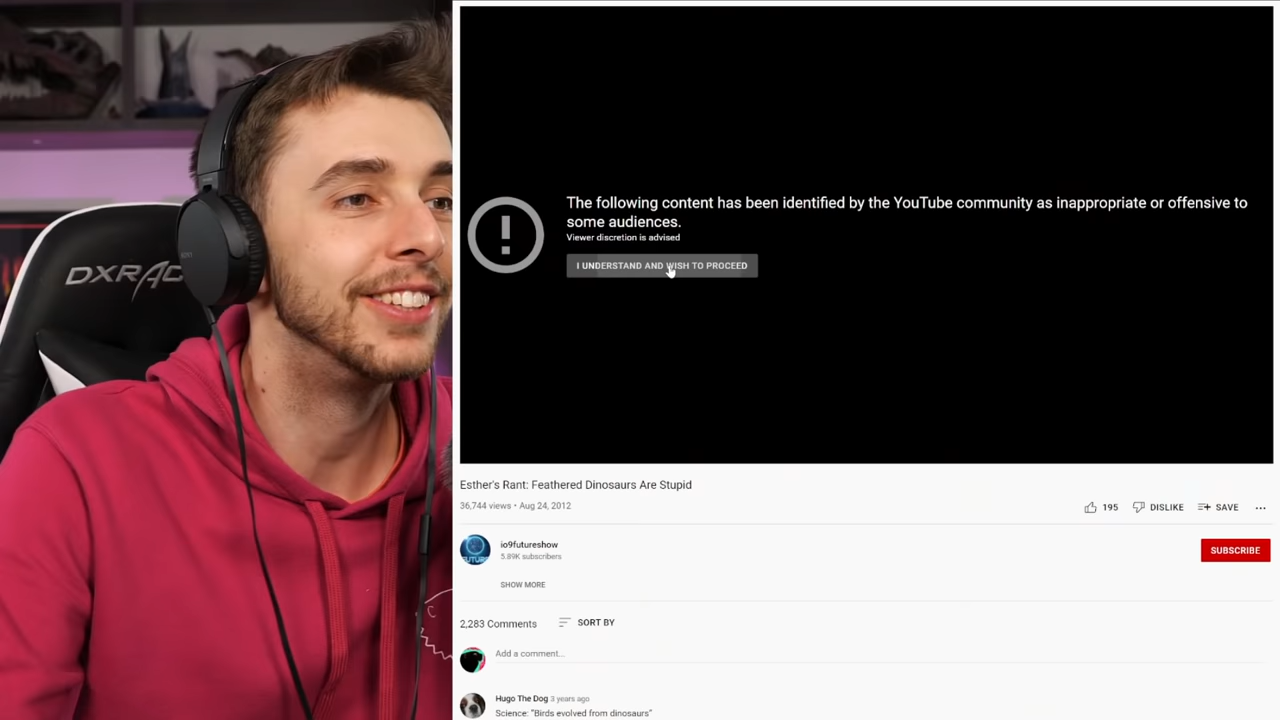 DXRAC
The following content has been identified by the YouTube community as inappropriate or offensive to
some audiences.
Viewer discretion is advised
I UNDERSTAND AND WISH TO PROCEED
Esther's Rant: Feathered Dinosaurs Are Stupid
36,744 views • Aug 24, 2012
195
DISLIKE
SAVE
io9futureshow
5.89K subscribers
SUBSCRIBE
SHOW MORE
2,283 Comments
SORT BY
Add a comment...
Hugo The Dog 3 years ago
Science: "Birds evolved from dinosaurs"